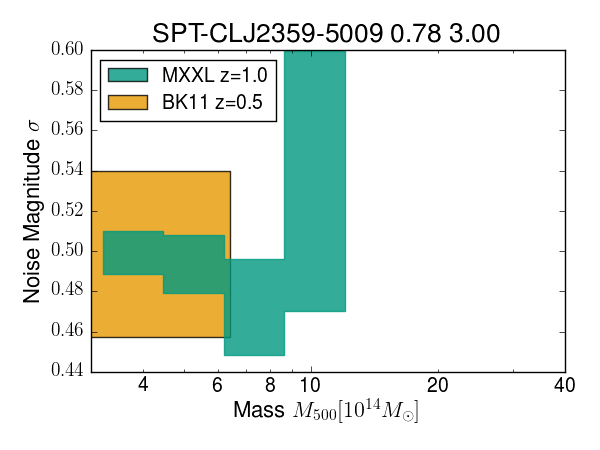 SPT-CLJ2359-5009 0.78 3.00
MXXL z=1.0
BK11 z=0.5
Noise Magnitude σ
0.60
0.58
0.56
0.54
0.52
0.50
0.48
0.46
0.44
4 6 8 10 20 40
Mass M₅₀₀[10¹⁴M☉]